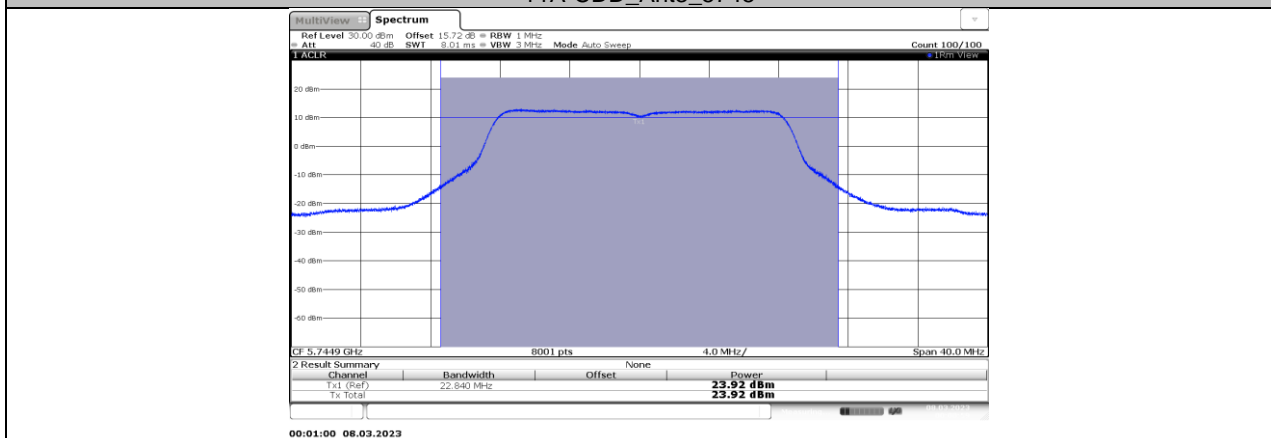 MultiView Spectrum
Ref Level 30.00 dBm Offset 15.72 dB RBW 1 MHz
Att 40 dB SWT 8.01 ms VBW 3 MHz Mode Auto Sweep Count 100/100
1 ACLR 1Rm View
20 dBm
10 dBm
0 dBm
-10 dBm
-20 dBm
-30 dBm
-40 dBm
-50 dBm
-60 dBm
CF 5.7449 GHz 8001 pts 4.0 MHz/ Span 40.0 MHz
2 Result Summary None
Channel Bandwidth Offset Power
Tx1 (Ref) 22.840 MHz 23.92 dBm
Tx Total 23.92 dBm
00:01:00 08.03.2023